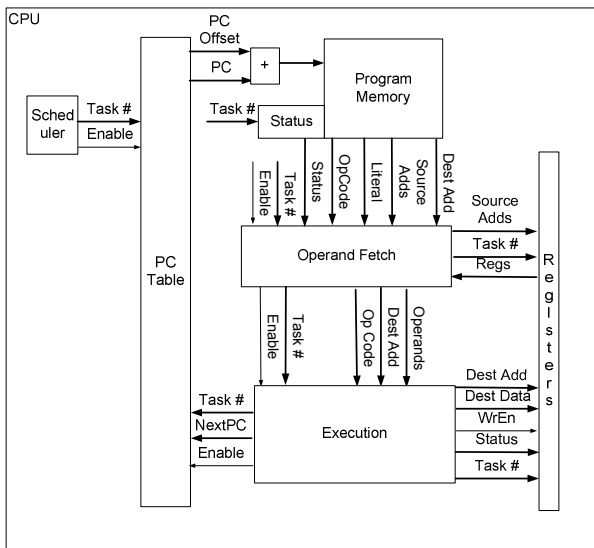 CPU
PC
Offset
PC
+
Program
Memory
Sched
uler
Task #
Enable
Task #
Status
PC
Table
Enable
Task #
Status
OpCode
Literal
Source
Adds
Dest Add
Operand Fetch
Source
Adds
Task #
Regs
RegIsters
Enable
Task #
Op Code
Dest Add
Operands
Execution
Task #
NextPC
Enable
Dest Add
Dest Data
WrEn
Status
Task #